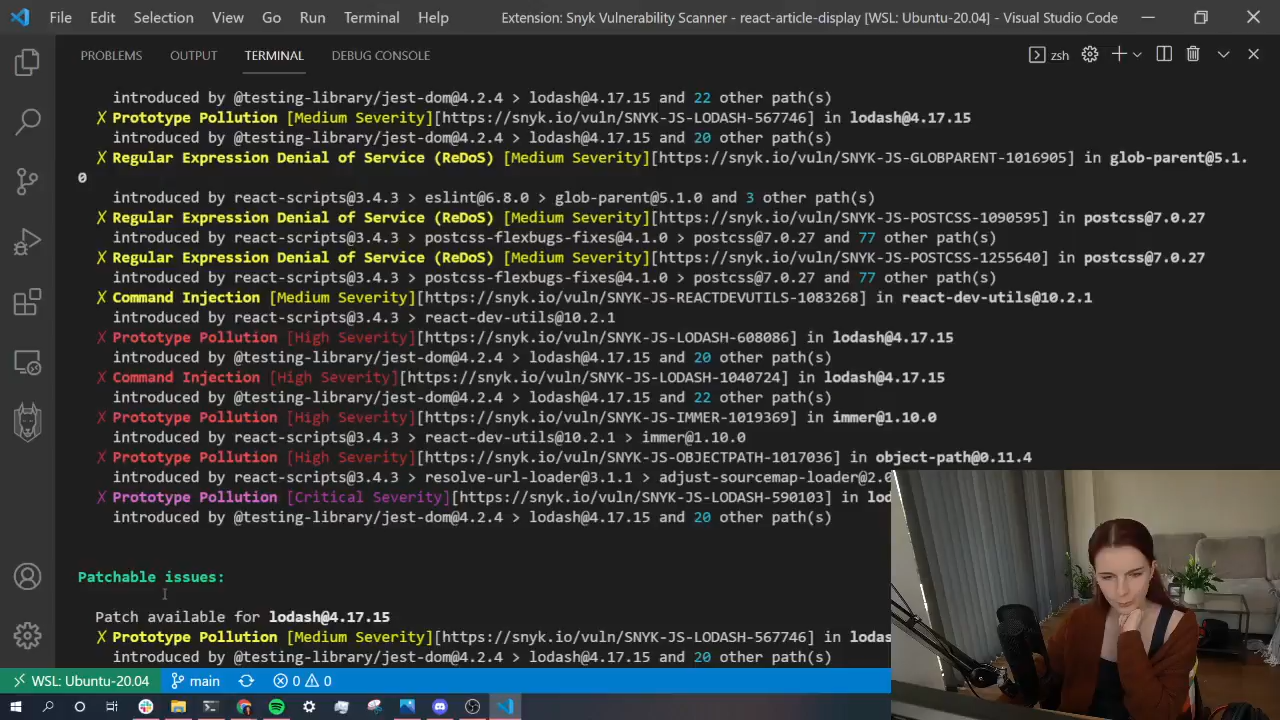 File Edit Selection View Go Run Terminal Help Extension: Snyk Vulnerability Scanner - react-article-display [WSL: Ubuntu-20.04] - Visual Studio Code
PROBLEMS OUTPUT TERMINAL DEBUG CONSOLE zsh
introduced by @testing-library/jest-dom@4.2.4 > lodash@4.17.15 and 22 other path(s)
✗ Prototype Pollution [Medium Severity][https://snyk.io/vuln/SNYK-JS-LODASH-567746] in lodash@4.17.15
introduced by @testing-library/jest-dom@4.2.4 > lodash@4.17.15 and 20 other path(s)
✗ Regular Expression Denial of Service (ReDoS) [Medium Severity][https://snyk.io/vuln/SNYK-JS-GLOBPARENT-1016905] in glob-parent@5.1.
0
introduced by react-scripts@3.4.3 > eslint@6.8.0 > glob-parent@5.1.0 and 3 other path(s)
✗ Regular Expression Denial of Service (ReDoS) [Medium Severity][https://snyk.io/vuln/SNYK-JS-POSTCSS-1090595] in postcss@7.0.27
introduced by react-scripts@3.4.3 > postcss-flexbugs-fixes@4.1.0 > postcss@7.0.27 and 77 other path(s)
✗ Regular Expression Denial of Service (ReDoS) [Medium Severity][https://snyk.io/vuln/SNYK-JS-POSTCSS-1255640] in postcss@7.0.27
introduced by react-scripts@3.4.3 > postcss-flexbugs-fixes@4.1.0 > postcss@7.0.27 and 77 other path(s)
✗ Command Injection [Medium Severity][https://snyk.io/vuln/SNYK-JS-REACTDEVUTILS-1083268] in react-dev-utils@10.2.1
introduced by react-scripts@3.4.3 > react-dev-utils@10.2.1
✗ Prototype Pollution [High Severity][https://snyk.io/vuln/SNYK-JS-LODASH-608086] in lodash@4.17.15
introduced by @testing-library/jest-dom@4.2.4 > lodash@4.17.15 and 20 other path(s)
✗ Command Injection [High Severity][https://snyk.io/vuln/SNYK-JS-LODASH-1040724] in lodash@4.17.15
introduced by @testing-library/jest-dom@4.2.4 > lodash@4.17.15 and 22 other path(s)
✗ Prototype Pollution [High Severity][https://snyk.io/vuln/SNYK-JS-IMMER-1019369] in immer@1.10.0
introduced by react-scripts@3.4.3 > react-dev-utils@10.2.1 > immer@1.10.0
✗ Prototype Pollution [High Severity][https://snyk.io/vuln/SNYK-JS-OBJECTPATH-1017036] in object-path@0.11.4
introduced by react-scripts@3.4.3 > resolve-url-loader@3.1.1 > adjust-sourcemap-loader@2.0
✗ Prototype Pollution [Critical Severity][https://snyk.io/vuln/SNYK-JS-LODASH-590103] in lod
introduced by @testing-library/jest-dom@4.2.4 > lodash@4.17.15 and 20 other path(s)
Patchable issues:
Patch available for lodash@4.17.15
✗ Prototype Pollution [Medium Severity][https://snyk.io/vuln/SNYK-JS-LODASH-567746] in lodas
introduced by @testing-library/jest-dom@4.2.4 > lodash@4.17.15 and 20 other path(s)
WSL: Ubuntu-20.04 main 0 0